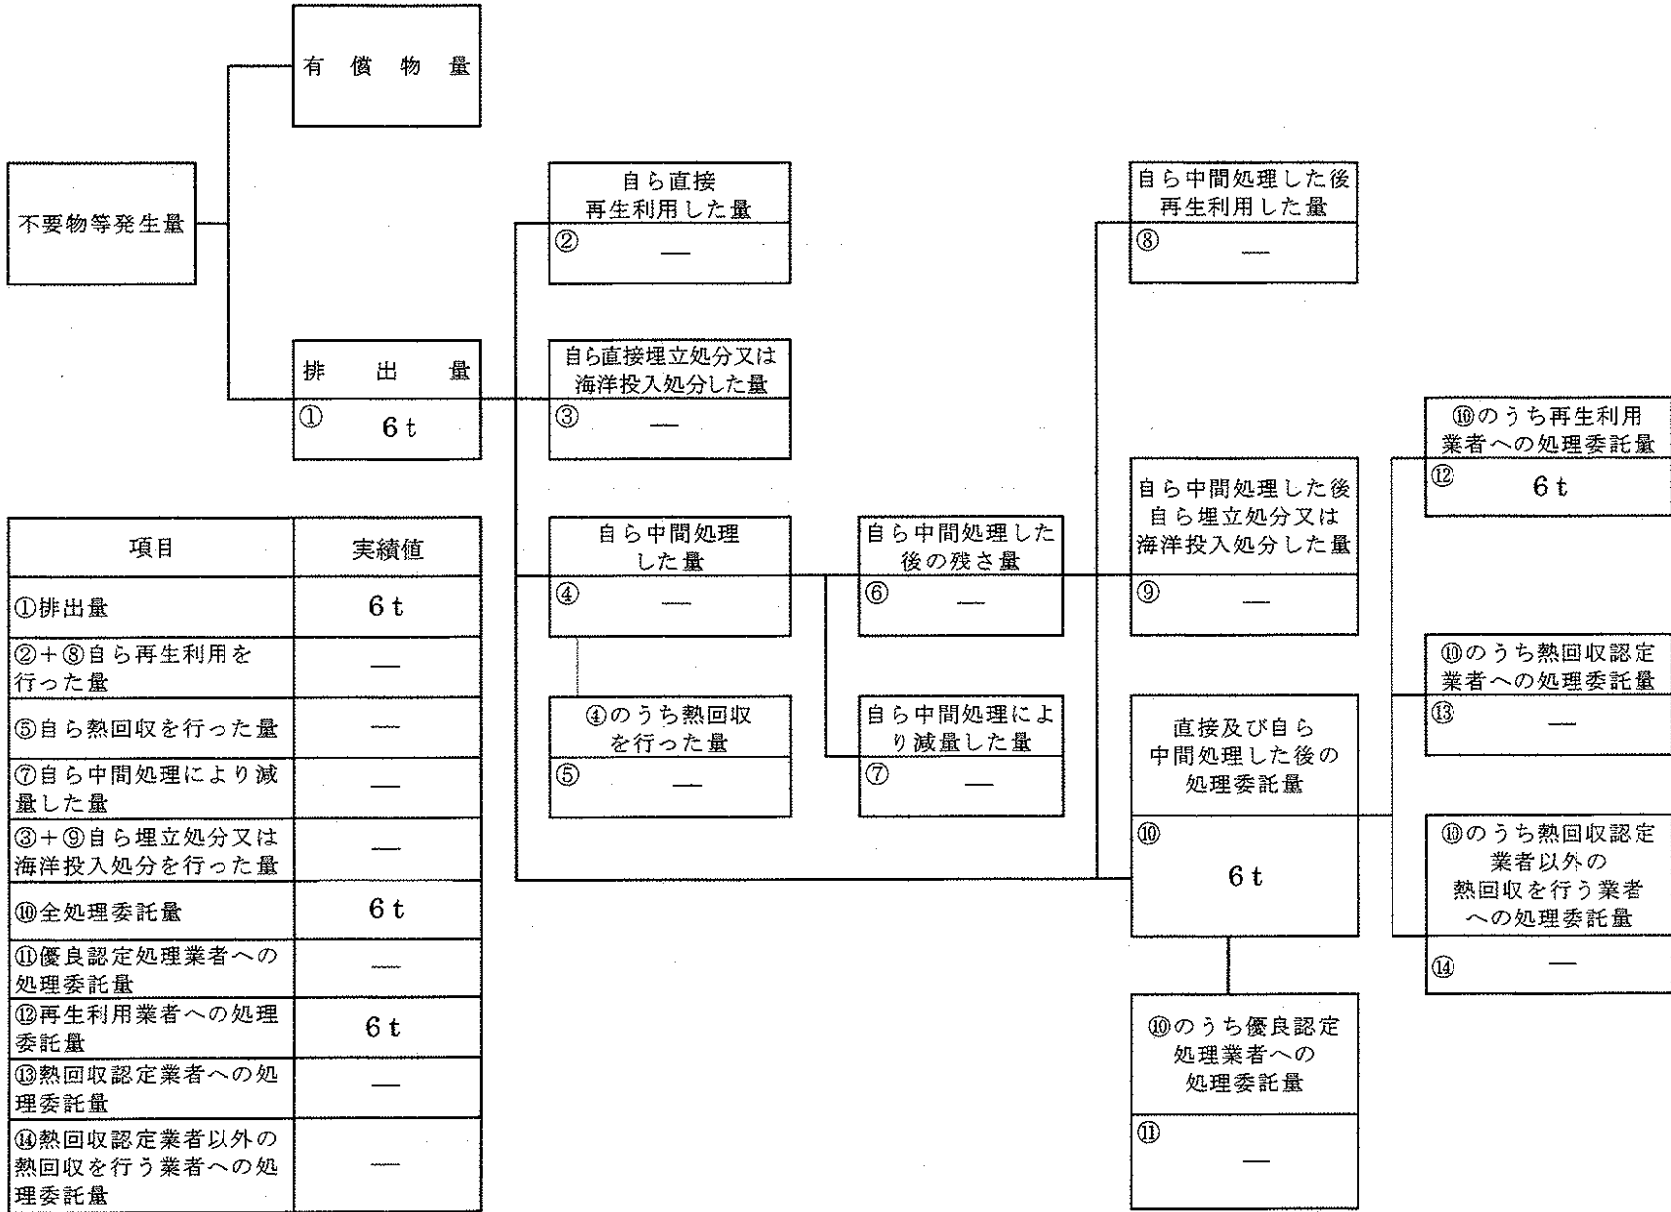 有償物量
不要物等発生量
排出量
① 6t
自ら直接
再生利用した量
② ―
自ら直接埋立処分又は
海洋投入処分した量
③ ―
自ら中間処理
した量
④ ―
④のうち熱回収
を行った量
⑤ ―
自ら中間処理した
後の残さ量
⑥ ―
自ら中間処理によ
り減量した量
⑦ ―
自ら中間処理した後
再生利用した量
⑧ ―
自ら中間処理した後
自ら埋立処分又は
海洋投入処分した量
⑨ ―
直接及び自ら
中間処理した後の
処理委託量
⑩
6t
⑩のうち優良認定
処理業者への
処理委託量
⑪
―
⑩のうち再生利用
業者への処理委託量
⑫ 6t
⑩のうち熱回収認定
業者への処理委託量
⑬ ―
⑩のうち熱回収認定
業者以外の
熱回収を行う業者
への処理委託量
⑭ ―
項目 実績値
①排出量 6t
②+⑧自ら再生利用を
行った量 ―
⑤自ら熱回収を行った量 ―
⑦自ら中間処理により減
量した量 ―
③+⑨自ら埋立処分又は
海洋投入処分を行った量 ―
⑩全処理委託量 6t
⑪優良認定処理業者への
処理委託量 ―
⑫再生利用業者への処理
委託量 6t
⑬熱回収認定業者への処
理委託量 ―
⑭熱回収認定業者以外の
熱回収を行う業者への処
理委託量 ―